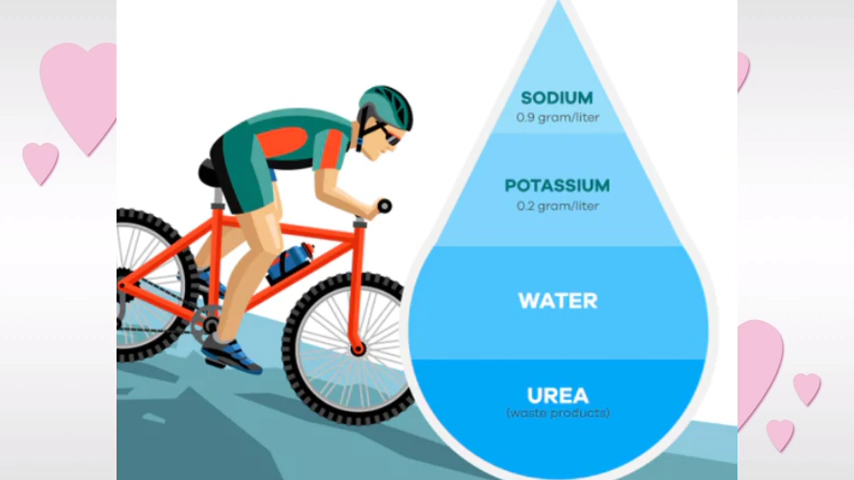 SODIUM
0.9 gram/liter
POTASSIUM
0.2 gram/liter
WATER
UREA
(waste products)